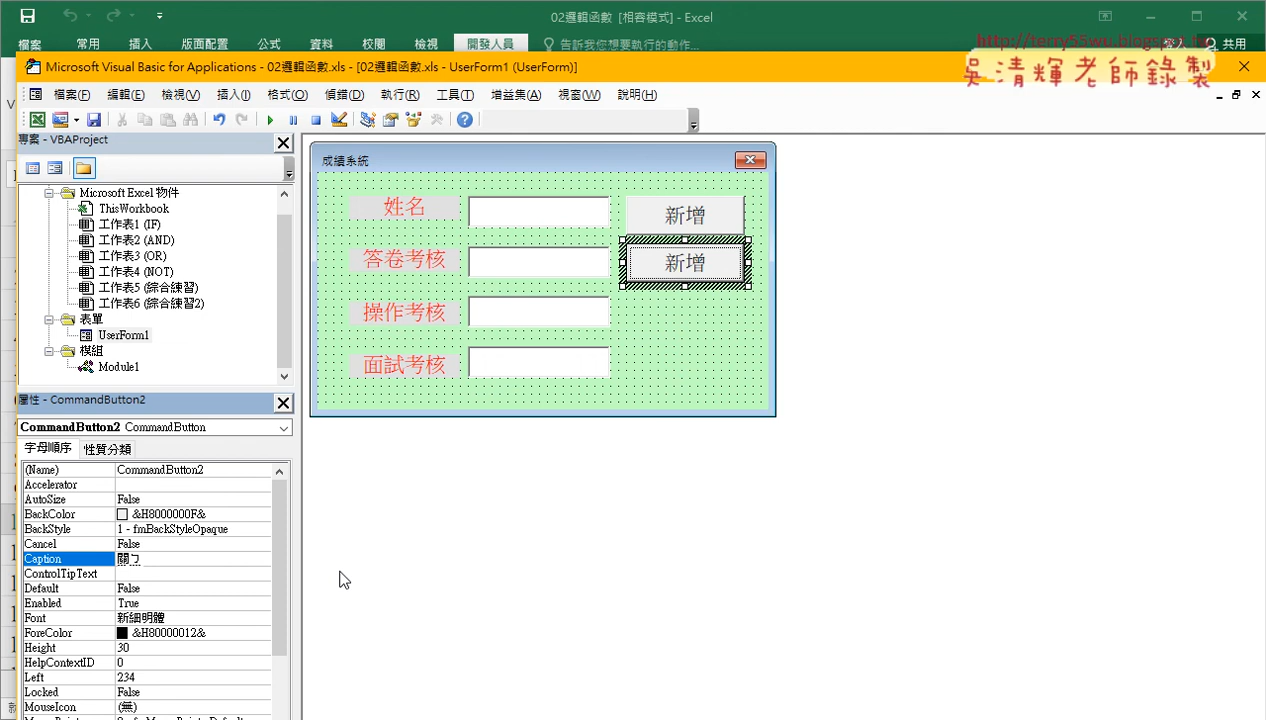 02邏輯函數 [相容模式] - Excel
檔案 常用 插入 版面配置 公式 資料 校閱 檢視 開發人員 告訴我您想要執行的動作... 登入 共用
http://terry55wu.blogspot.tw
吳清輝老師錄製
Microsoft Visual Basic for Applications - 02邏輯函數.xls - [02邏輯函數.xls - UserForm1 (UserForm)]
檔案(F) 編輯(E) 檢視(V) 插入(I) 格式(O) 偵錯(D) 執行(R) 工具(T) 增益集(A) 視窗(W) 說明(H)
專案 - VBAProject
Microsoft Excel 物件
ThisWorkbook
工作表1 (IF)
工作表2 (AND)
工作表3 (OR)
工作表4 (NOT)
工作表5 (綜合練習)
工作表6 (綜合練習2)
表單
UserForm1
模組
Module1
屬性 - CommandButton2
CommandButton2 CommandButton
字母順序 性質分類
(Name) CommandButton2
Accelerator
AutoSize False
BackColor &H8000000F&
BackStyle 1 - fmBackStyleOpaque
Cancel False
Caption 關ㄅ
ControlTipText
Default False
Enabled True
Font 新細明體
ForeColor &H80000012&
Height 30
HelpContextID 0
Left 234
Locked False
MouseIcon (無)
成績系統
姓名 新增
答卷考核 新增
操作考核
面試考核